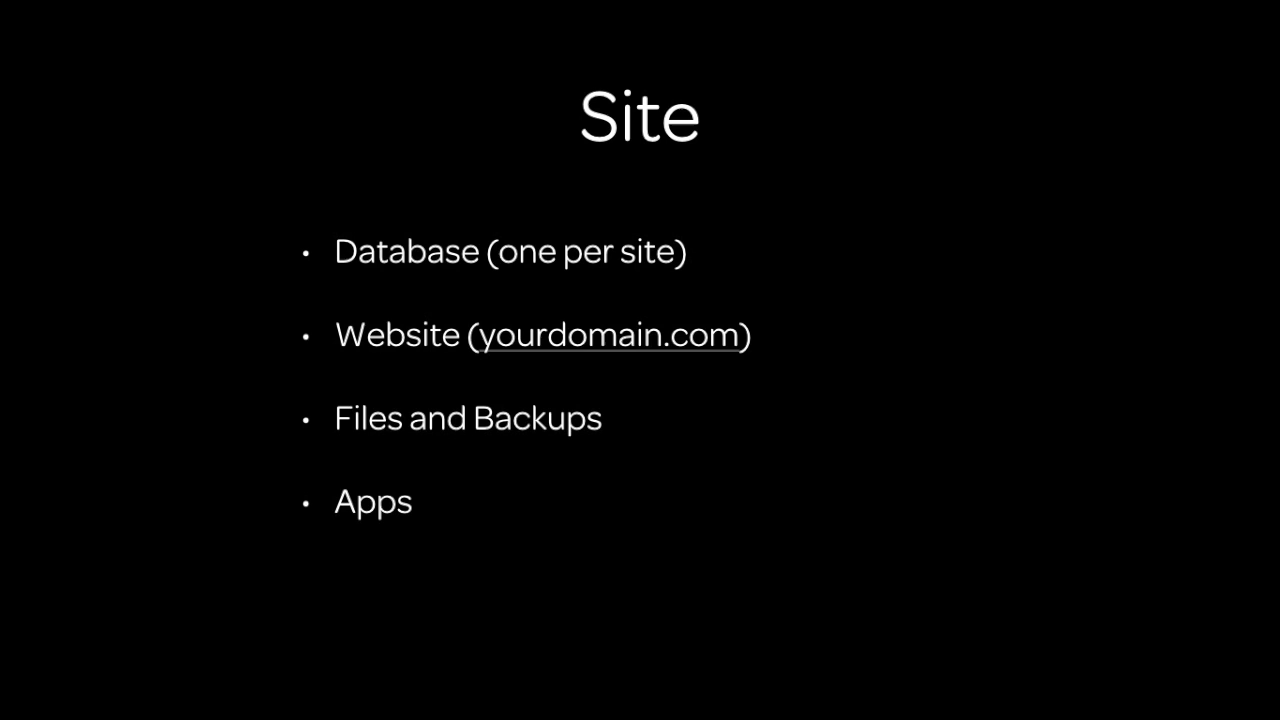 Site
• Database (one per site)
• Website (yourdomain.com)
• Files and Backups
• Apps